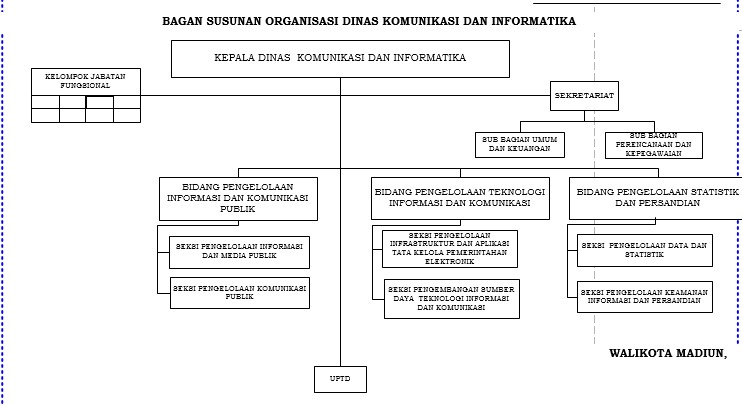 BAGAN SUSUNAN ORGANISASI DINAS KOMUNIKASI DAN INFORMATIKA
KEPALA DINAS KOMUNIKASI DAN INFORMATIKA
KELOMPOK JABATAN
FUNGSIONAL
SEKRETARIAT
SUB BAGIAN UMUM
DAN KEUANGAN
SUB BAGIAN
PERENCANAAN DAN
KEPEGAWAIAN
BIDANG PENGELOLAAN
INFORMASI DAN KOMUNIKASI
PUBLIK
BIDANG PENGELOLAAN TEKNOLOGI
INFORMASI DAN KOMUNIKASI
BIDANG PENGELOLAAN STATISTIK
DAN PERSANDIAN
SEKSI PENGELOLAAN INFORMASI
DAN MEDIA PUBLIK
SEKSI PENGELOLAAN KOMUNIKASI
PUBLIK
SEKSI PENGELOLAAN
INFRASTRUKTUR DAN APLIKASI
TATA KELOLA PEMERINTAHAN
ELEKTRONIK
SEKSI PENGEMBANGAN SUMBER
DAYA TEKNOLOGI INFORMASI
DAN KOMUNIKASI
SEKSI PENGELOLAAN DATA DAN
STATISTIK
SEKSI PENGELOLAAN KEAMANAN
INFORMASI DAN PERSANDIAN
WALIKOTA MADIUN,
UPTD